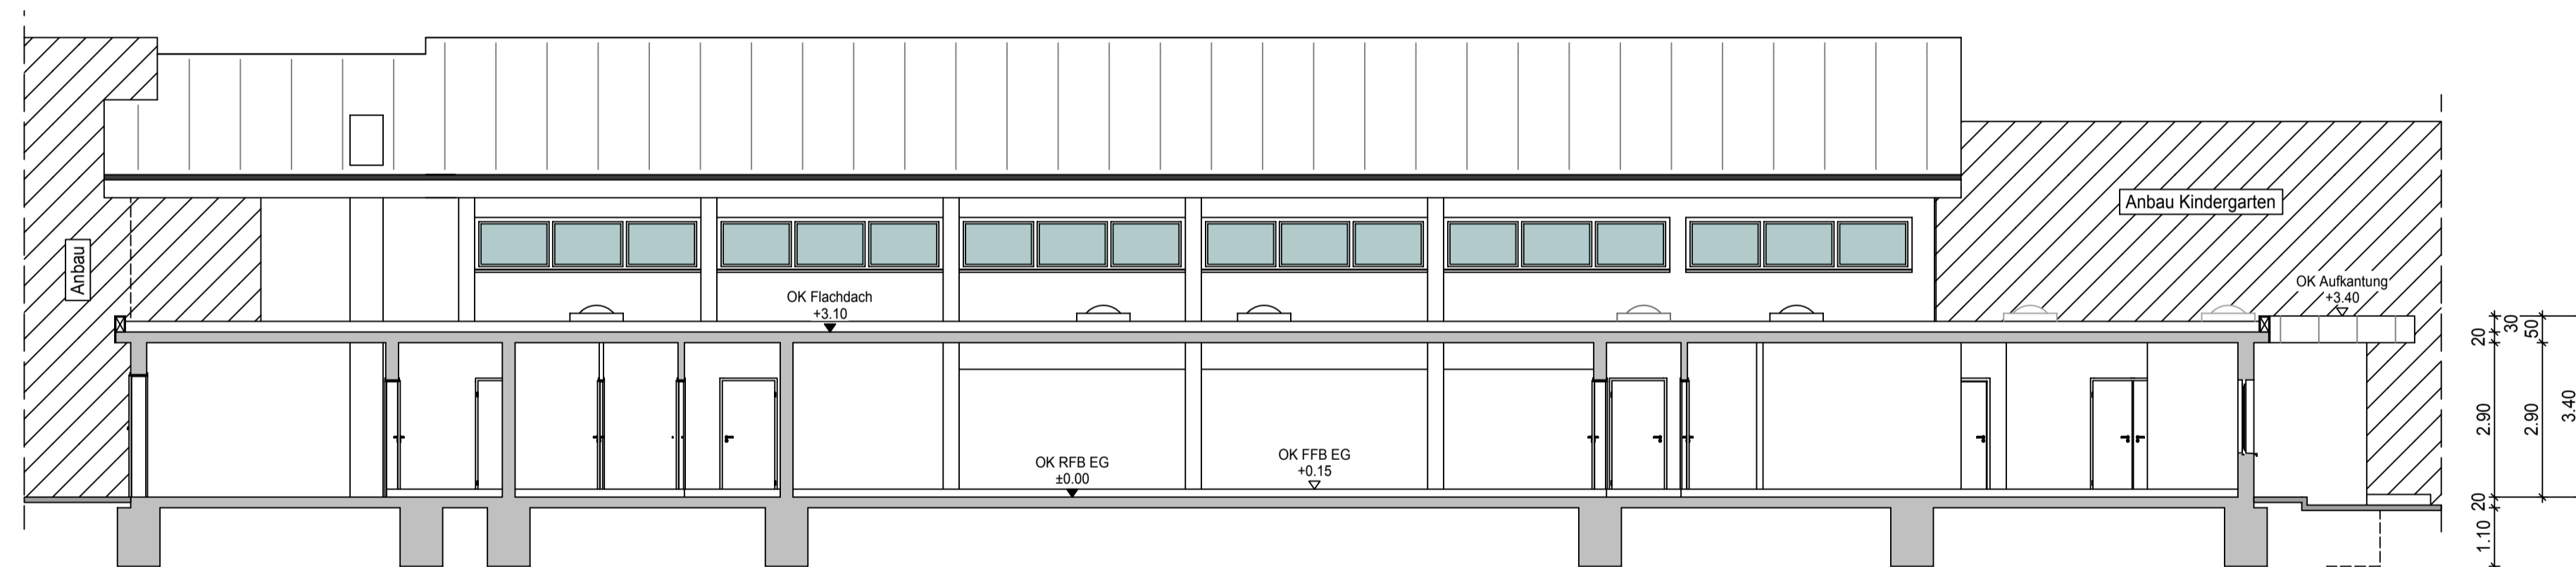 Anbau Kindergarten
Anbau
OK Flachdach
+3.10
OK Aufkantung
+3.40
OK RFB EG
±0.00
OK FFB EG
+0.15
20
30
50
2.90
2.90
3.40
20
1.10